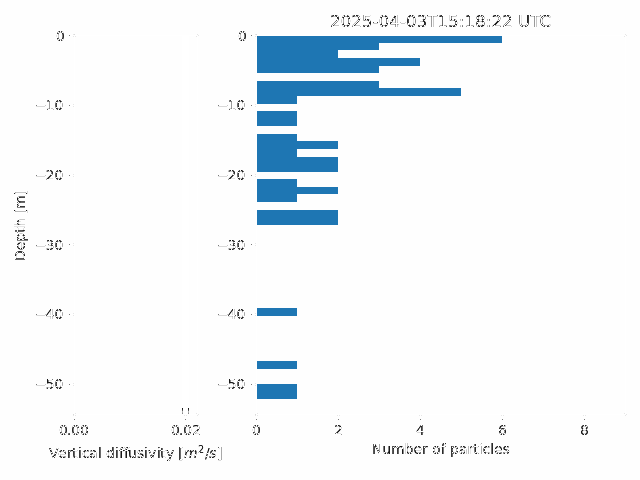 2025-04-03T15:18:22 UTC
0
−10
−20
−30
−40
−50
Depth [m]
0.00 0.02
Vertical diffusivity [m²/s]
0
−10
−20
−30
−40
−50
0 2 4 6 8
Number of particles